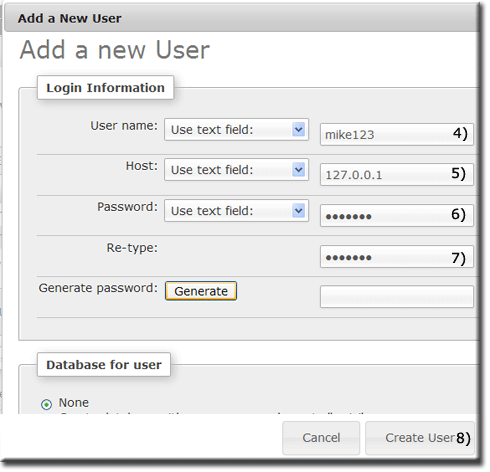 Add a New User
Add a new User
Login Information
User name: Use text field: mike123 4)
Host: Use text field: 127.0.0.1 5)
Password: Use text field: ••••••• 6)
Re-type: ••••••• 7)
Generate password: Generate
Database for user
None
Cancel Create User 8)